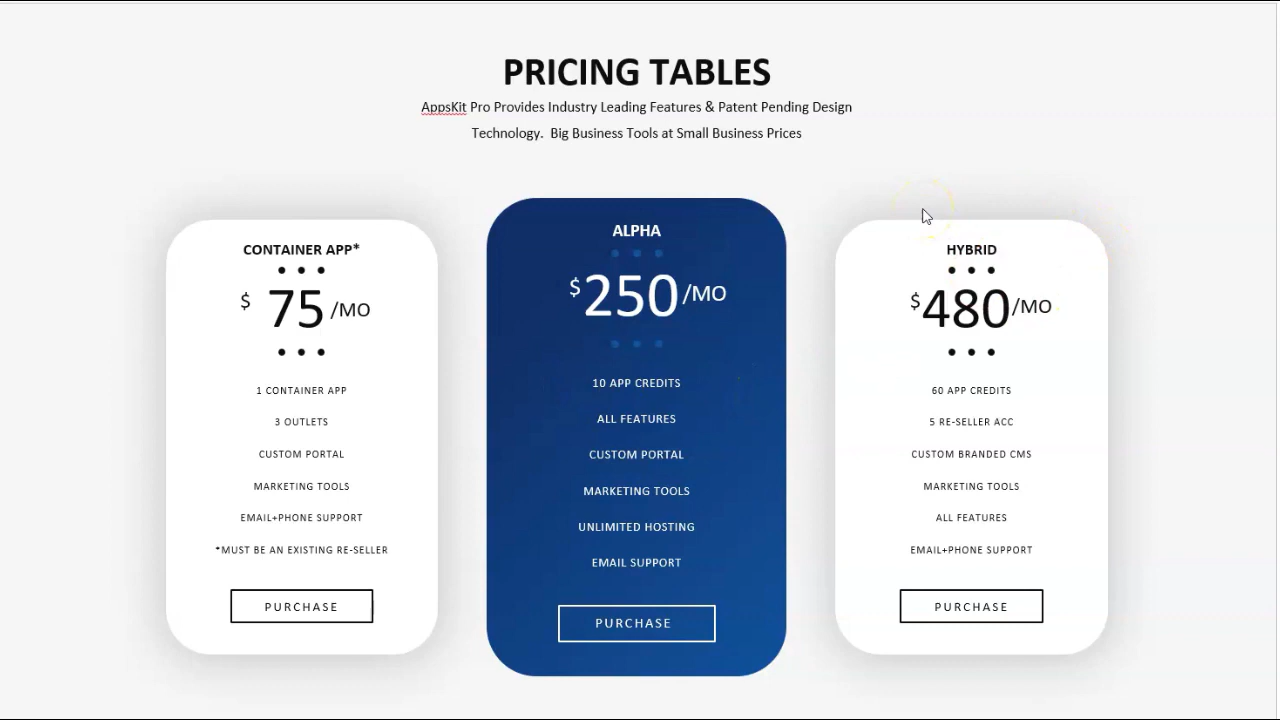 PRICING TABLES
AppsKit Pro Provides Industry Leading Features & Patent Pending Design
Technology.  Big Business Tools at Small Business Prices
CONTAINER APP*
$ 75 /MO
1 CONTAINER APP
3 OUTLETS
CUSTOM PORTAL
MARKETING TOOLS
EMAIL+PHONE SUPPORT
*MUST BE AN EXISTING RE-SELLER
PURCHASE
ALPHA
$250/MO
10 APP CREDITS
ALL FEATURES
CUSTOM PORTAL
MARKETING TOOLS
UNLIMITED HOSTING
EMAIL SUPPORT
PURCHASE
HYBRID
$480/MO
60 APP CREDITS
5 RE-SELLER ACC
CUSTOM BRANDED CMS
MARKETING TOOLS
ALL FEATURES
EMAIL+PHONE SUPPORT
PURCHASE